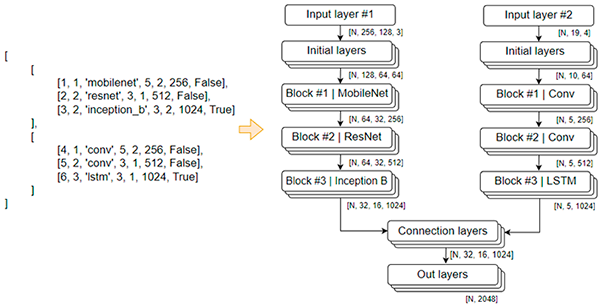 [
[
[1, 1, 'mobilenet', 5, 2, 256, False],
[2, 2, 'resnet', 3, 1, 512, False],
[3, 2, 'inception_b', 3, 2, 1024, True]
],
[
[4, 1, 'conv', 5, 2, 256, False],
[5, 2, 'conv', 3, 1, 512, False],
[6, 3, 'lstm', 3, 1, 1024, True]
]
]
Input layer #1
[N, 256, 128, 3]
Initial layers
[N, 128, 64, 64]
Block #1 | MobileNet
[N, 64, 32, 256]
Block #2 | ResNet
[N, 64, 32, 512]
Block #3 | Inception B
[N, 32, 16, 1024]
Input layer #2
[N, 19, 4]
Initial layers
[N, 10, 64]
Block #1 | Conv
[N, 5, 256]
Block #2 | Conv
[N, 5, 512]
Block #3 | LSTM
[N, 5, 1024]
Connection layers
[N, 32, 16, 1024]
Out layers
[N, 2048]